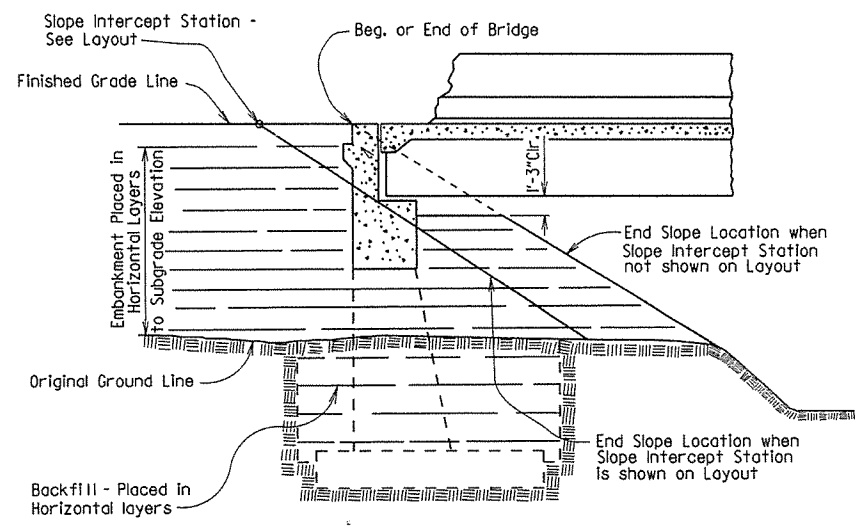 Slope Intercept Station -
See Layout
Beg. or End of Bridge
Finished Grade Line
1'-3"Clr.
Embankment Placed in
Horizontal Layers
to Subgrade Elevation
End Slope Location when
Slope Intercept Station
not shown on Layout
Original Ground Line
End Slope Location when
Slope Intercept Station
is shown on Layout
Backfill - Placed in
Horizontal layers